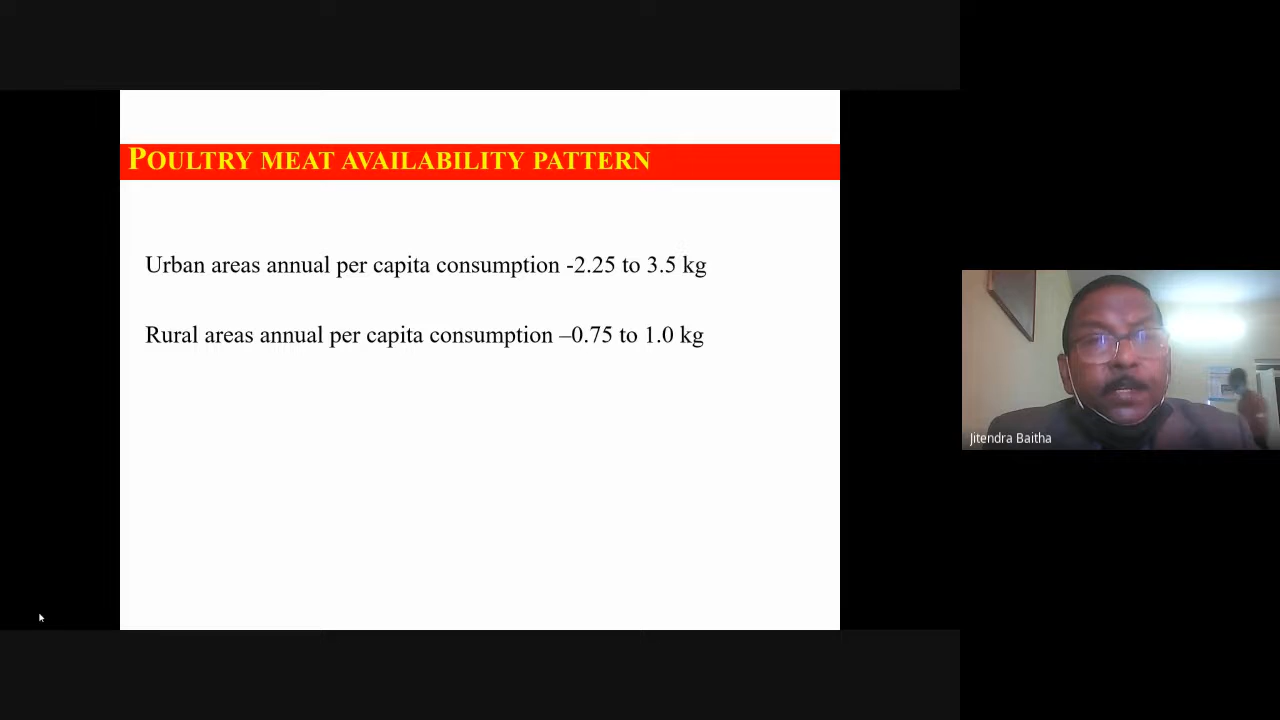 POULTRY MEAT AVAILABILITY PATTERN
Urban areas annual per capita consumption -2.25 to 3.5 kg
Rural areas annual per capita consumption –0.75 to 1.0 kg
Jitendra Baitha